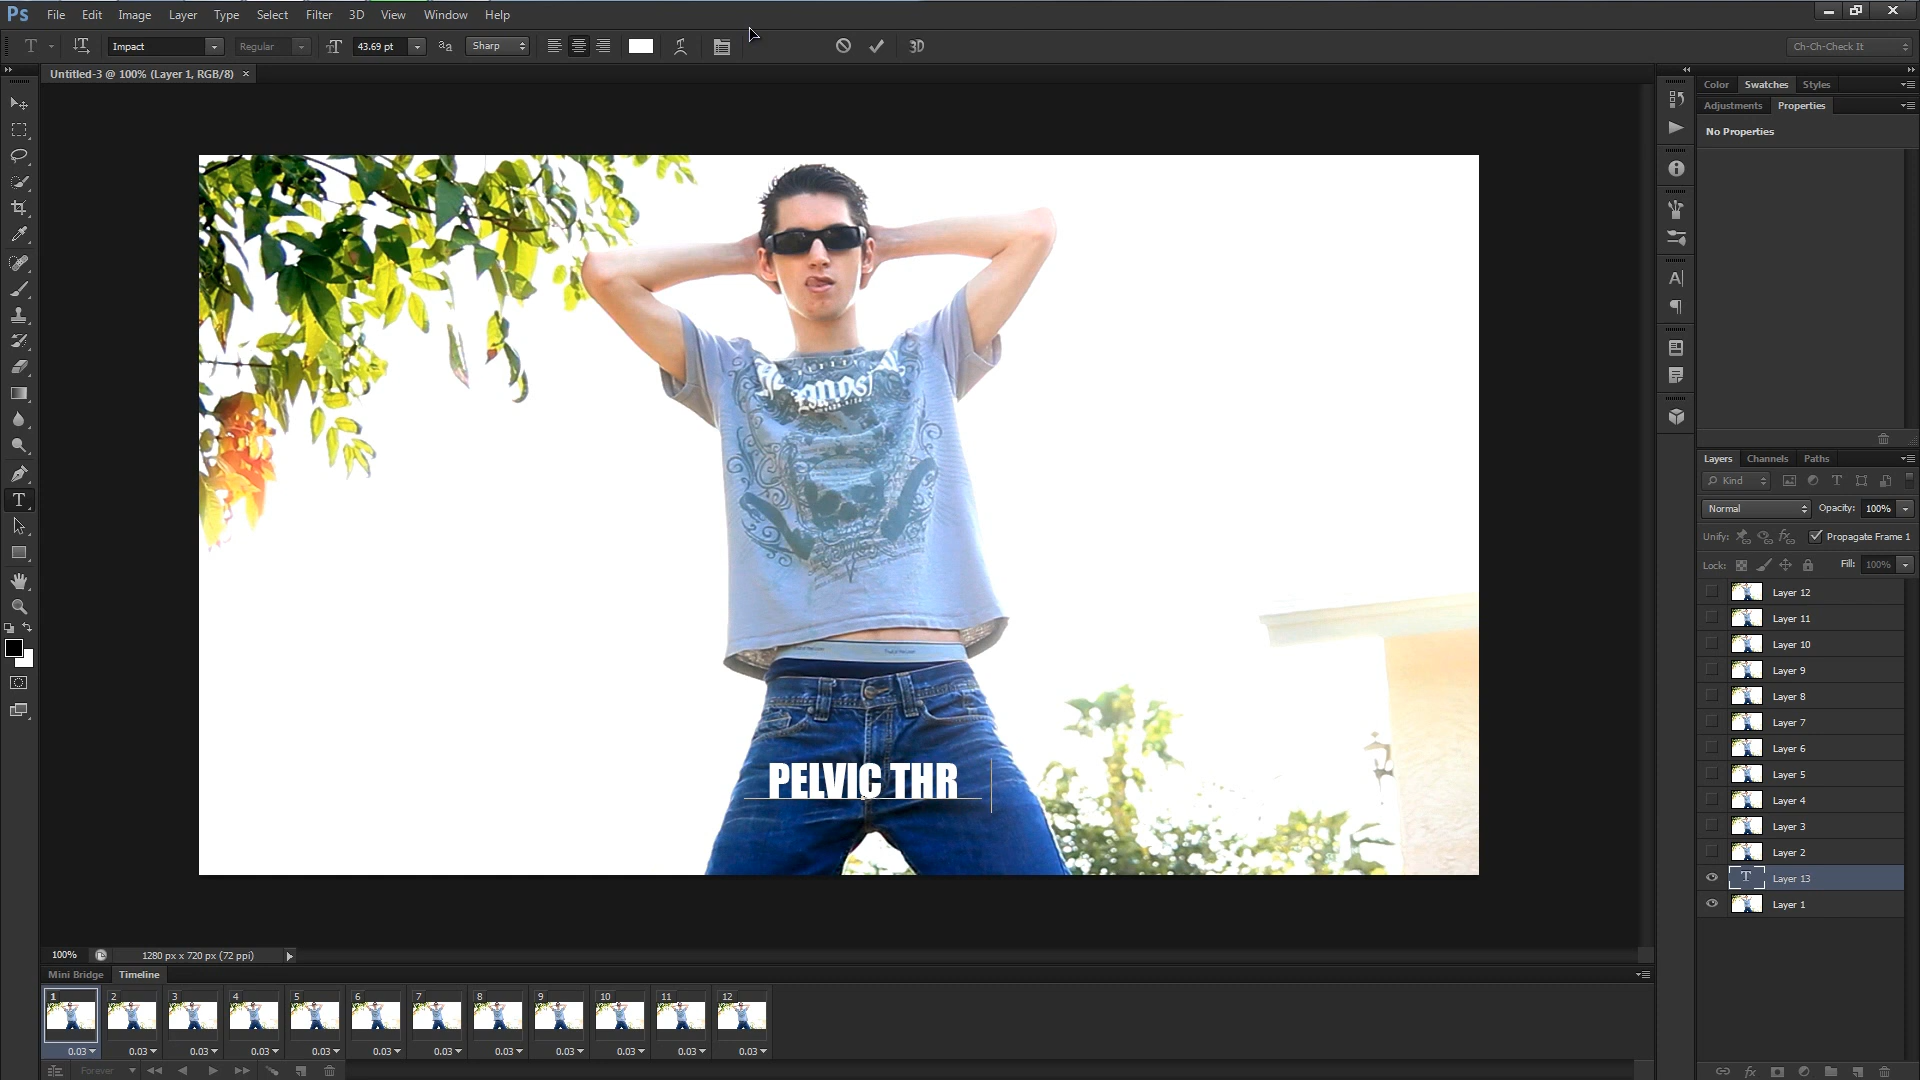 Ps File Edit Image Layer Type Select Filter 3D View Window Help
T Impact Regular 43.69 pt aa Sharp 3D Ch-Ch-Check It
Untitled-3 @ 100% (Layer 1, RGB/8) ×
Color Swatches Styles
Adjustments Properties
No Properties
PELVIC THR
Layers Channels Paths
Kind
Normal Opacity: 100%
Unify: Propagate Frame 1
Lock: Fill: 100%
Layer 12
Layer 11
Layer 10
Layer 9
Layer 8
Layer 7
Layer 6
Layer 5
Layer 4
Layer 3
Layer 2
T Layer 13
Layer 1
100% 1280 px x 720 px (72 ppi)
Mini Bridge Timeline
1 2 3 4 5 6 7 8 9 10 11 12
0.03 0.03 0.03 0.03 0.03 0.03 0.03 0.03 0.03 0.03 0.03 0.03
Forever
fx